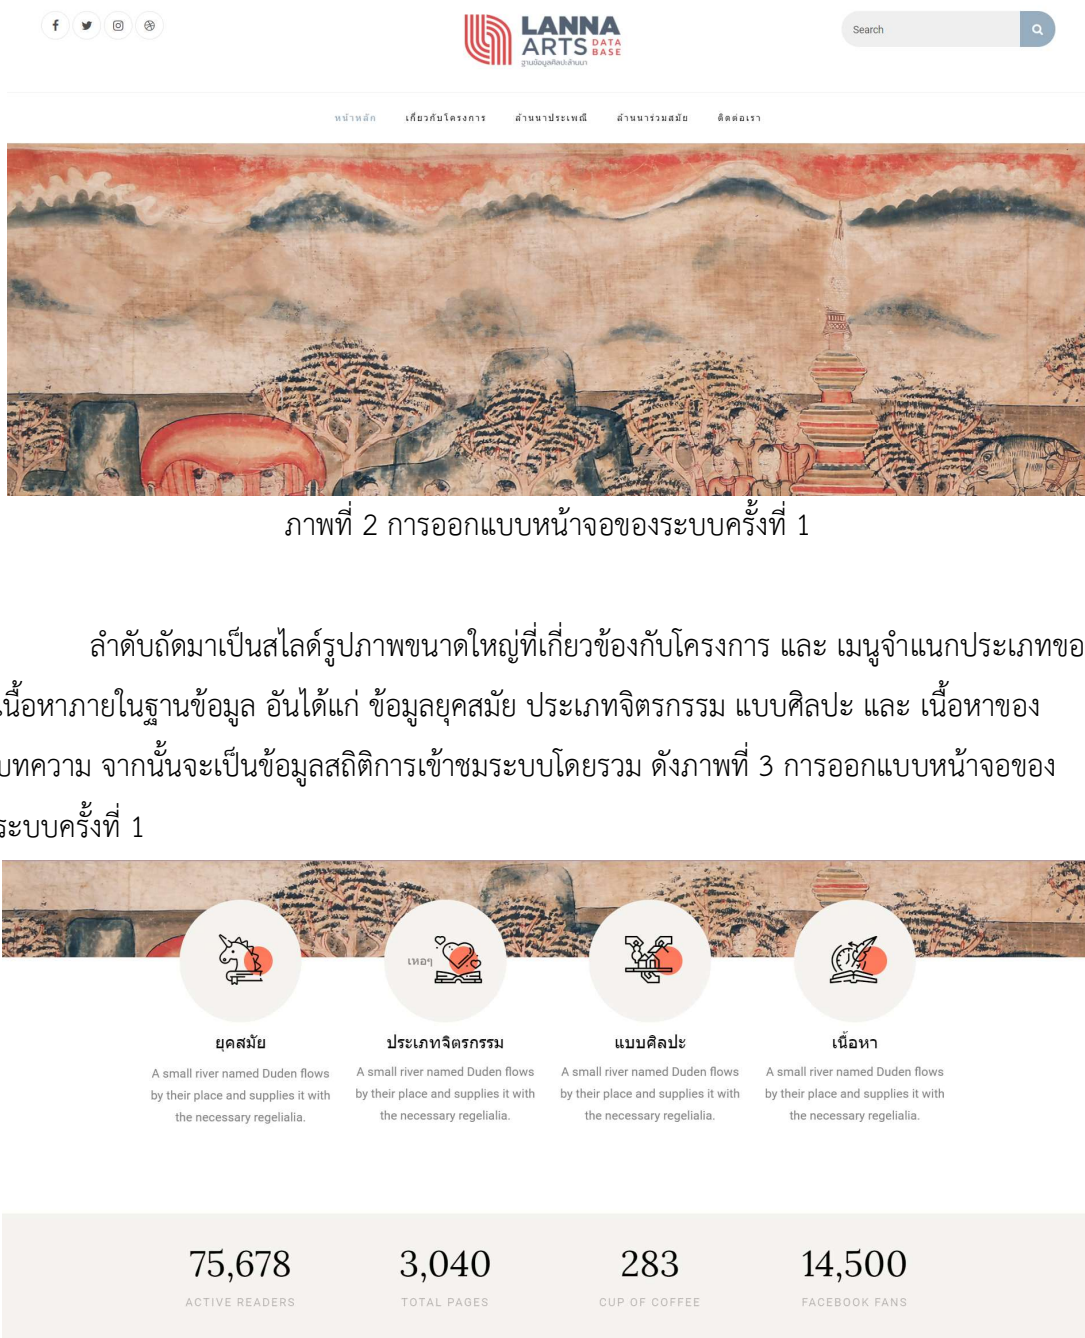 LANNA
ARTS DATA BASE
ฐานข้อมูลศิลปะล้านนา
Search
หน้าหลัก เกี่ยวกับโครงการ ล้านนาประเพณี ล้านนาร่วมสมัย ติดต่อเรา
ภาพที่ 2 การออกแบบหน้าจอของระบบครั้งที่ 1
ลำดับถัดมาเป็นสไลด์รูปภาพขนาดใหญ่ที่เกี่ยวข้องกับโครงการ และ เมนูจำแนกประเภทขอ
เนื้อหาภายในฐานข้อมูล อันได้แก่ ข้อมูลยุคสมัย ประเภทจิตรกรรม แบบศิลปะ และ เนื้อหาของ
บทความ จากนั้นจะเป็นข้อมูลสถิติการเข้าชมระบบโดยรวม ดังภาพที่ 3 การออกแบบหน้าจอของ
ระบบครั้งที่ 1
เหอๆ
ยุคสมัย ประเภทจิตรกรรม แบบศิลปะ เนื้อหา
A small river named Duden flows A small river named Duden flows A small river named Duden flows A small river named Duden flows
by their place and supplies it with by their place and supplies it with by their place and supplies it with by their place and supplies it with
the necessary regelialia. the necessary regelialia. the necessary regelialia. the necessary regelialia.
75,678 3,040 283 14,500
ACTIVE READERS TOTAL PAGES CUP OF COFFEE FACEBOOK FANS